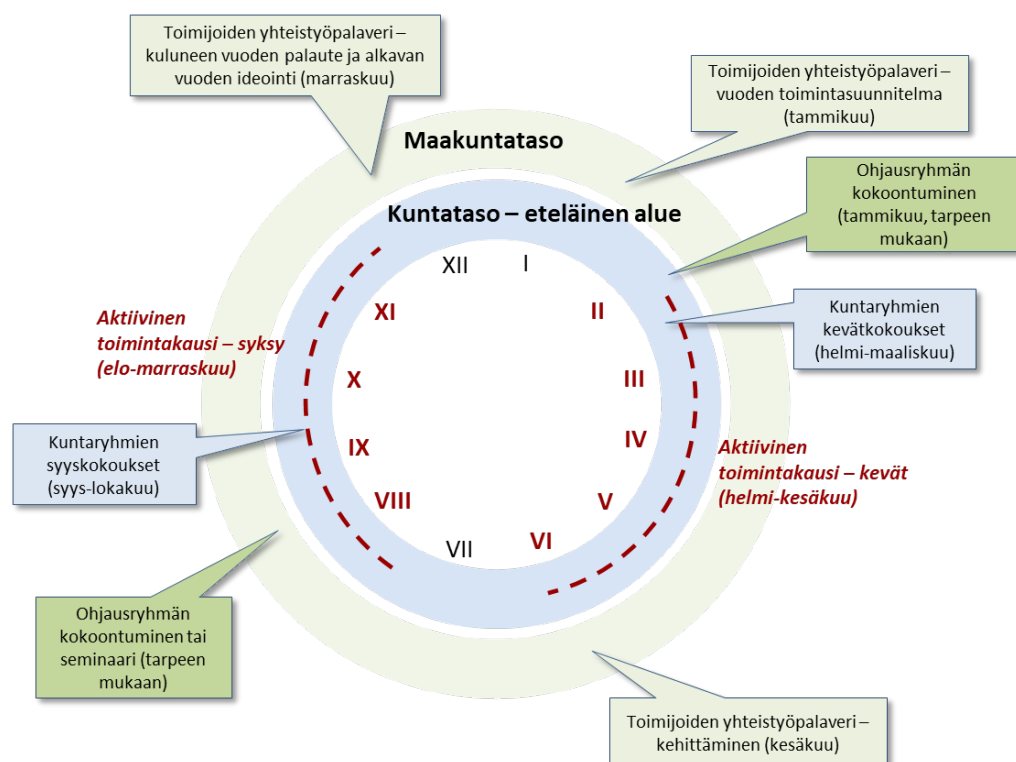 Toimijoiden yhteistyöpalaveri –
kuluneen vuoden palaute ja alkavan
vuoden ideointi (marraskuu)
Toimijoiden yhteistyöpalaveri –
vuoden toimintasuunnitelma
(tammikuu)
Maakuntataso
Ohjausryhmän
kokoontuminen
(tammikuu, tarpeen
mukaan)
Kuntataso – eteläinen alue
XII
I
II
III
IV
V
VI
VII
VIII
IX
X
XI
Kuntaryhmien
kevätkokoukset
(helmi-maaliskuu)
Aktiivinen
toimintakausi – syksy
(elo-marraskuu)
Aktiivinen
toimintakausi – kevät
(helmi-kesäkuu)
Kuntaryhmien
syyskokoukset
(syys-lokakuu)
Ohjausryhmän
kokoontuminen tai
seminaari (tarpeen
mukaan)
Toimijoiden yhteistyöpalaveri –
kehittäminen (kesäkuu)